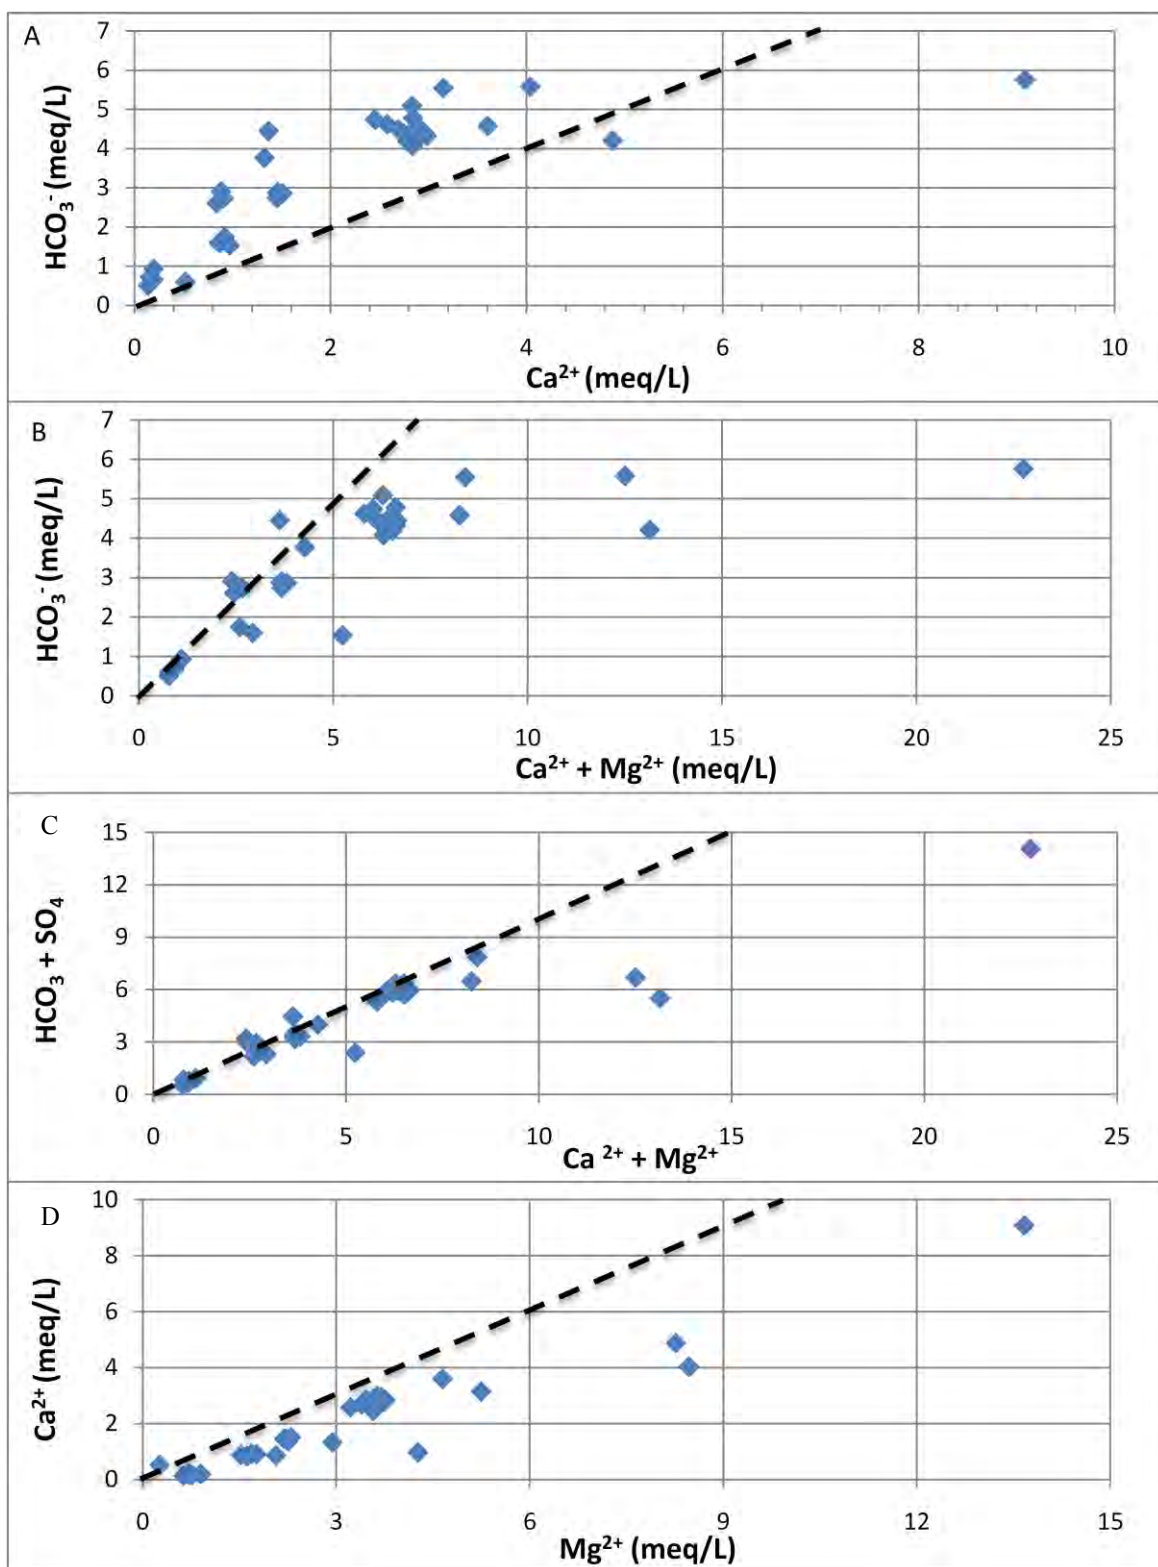 A
7
6
5
4
3
2
1
0
HCO₃⁻ (meq/L)
0 2 4 6 8 10
Ca²⁺ (meq/L)
B
7
6
5
4
3
2
1
0
HCO₃⁻ (meq/L)
0 5 10 15 20 25
Ca²⁺ + Mg²⁺ (meq/L)
C
15
12
9
6
3
0
HCO₃ + SO₄
0 5 10 15 20 25
Ca ²⁺ + Mg²⁺
D
10
8
6
4
2
0
Ca²⁺ (meq/L)
0 3 6 9 12 15
Mg²⁺ (meq/L)